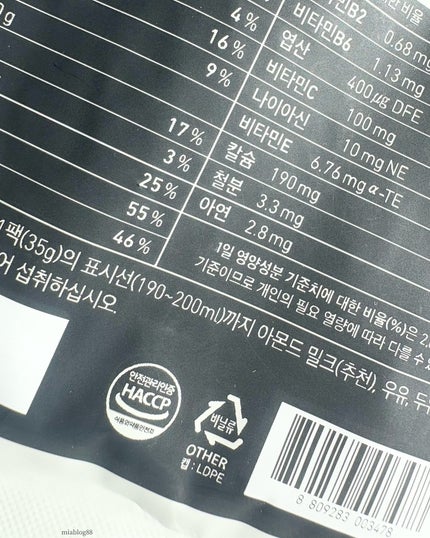 4%
16%
9%
17%
3%
25%
55%
46%
비타민B2 0.68 mg
비타민B6 1.13 mg
엽산 400㎍ DFE
비타민C 100 mg
나이아신 10 mg NE
비타민E 6.76 mg α-TE
칼슘 190 mg
철분 3.3 mg
아연 2.8 mg
1일 영양성분 기준치에 대한 비율(%)은
기준이므로 개인의 필요 열량에 따라 다를 수
1팩(35g)의 표시선(190~200ml)까지 아몬드 밀크(추천), 우유,
섭취하십시오.
안전관리인증
HACCP
식품의약품안전처
비닐류
OTHER
캡 : LDPE
8 809283 003478
miablog88